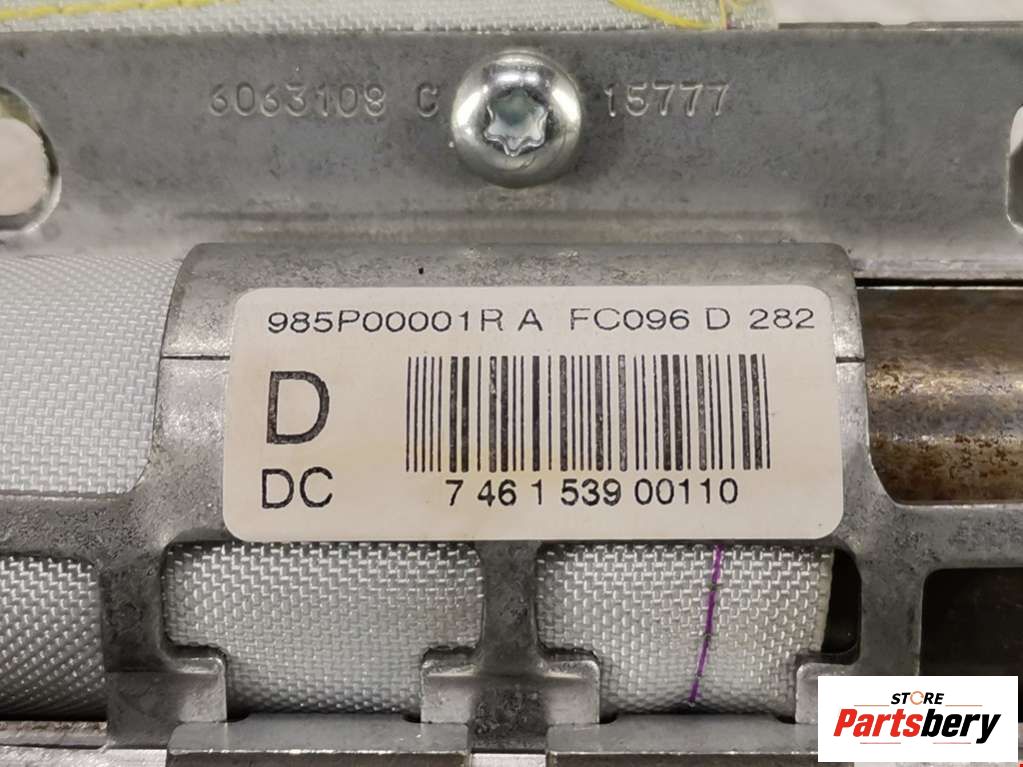 6063108 C 15777
985P00001R A FC096 D 282
D
DC
7 46 1 539 00110
STORE
Partsbery